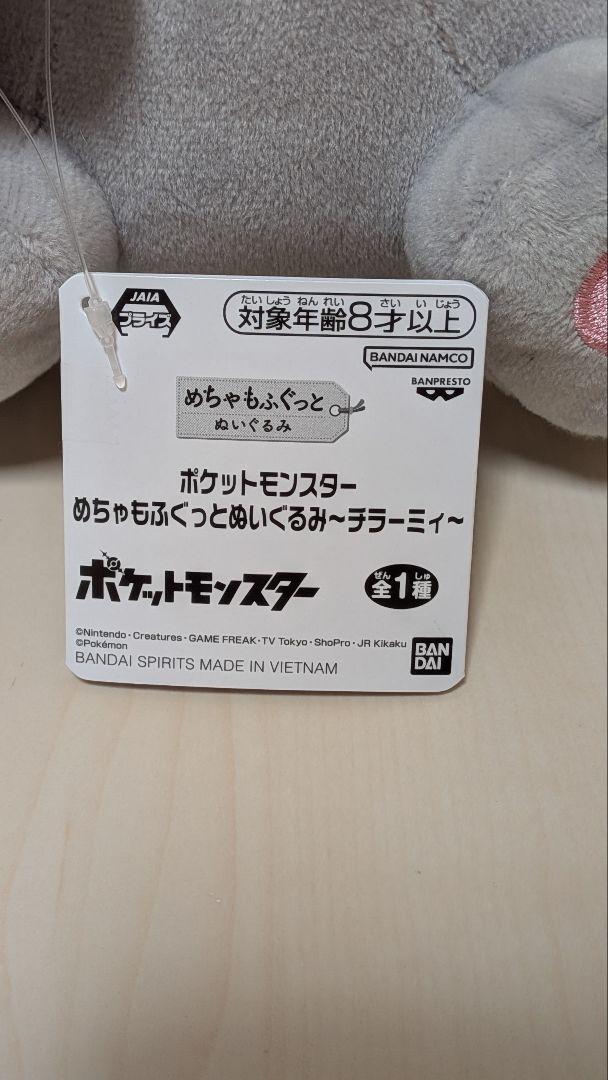 JAIA
プライズ
たいしょうねんれい さいいじょう
対象年齢8才以上
BANDAI NAMCO
BANPRESTO
めちゃもふぐっと
ぬいぐるみ
ポケットモンスター
めちゃもふぐっとぬいぐるみ~チラーミィ~
ポケットモンスター
ぜん しゅ
全1種
©Nintendo・Creatures・GAME FREAK・TV Tokyo・ShoPro・JR Kikaku
©Pokémon
BANDAI SPIRITS MADE IN VIETNAM
BAN
DAI